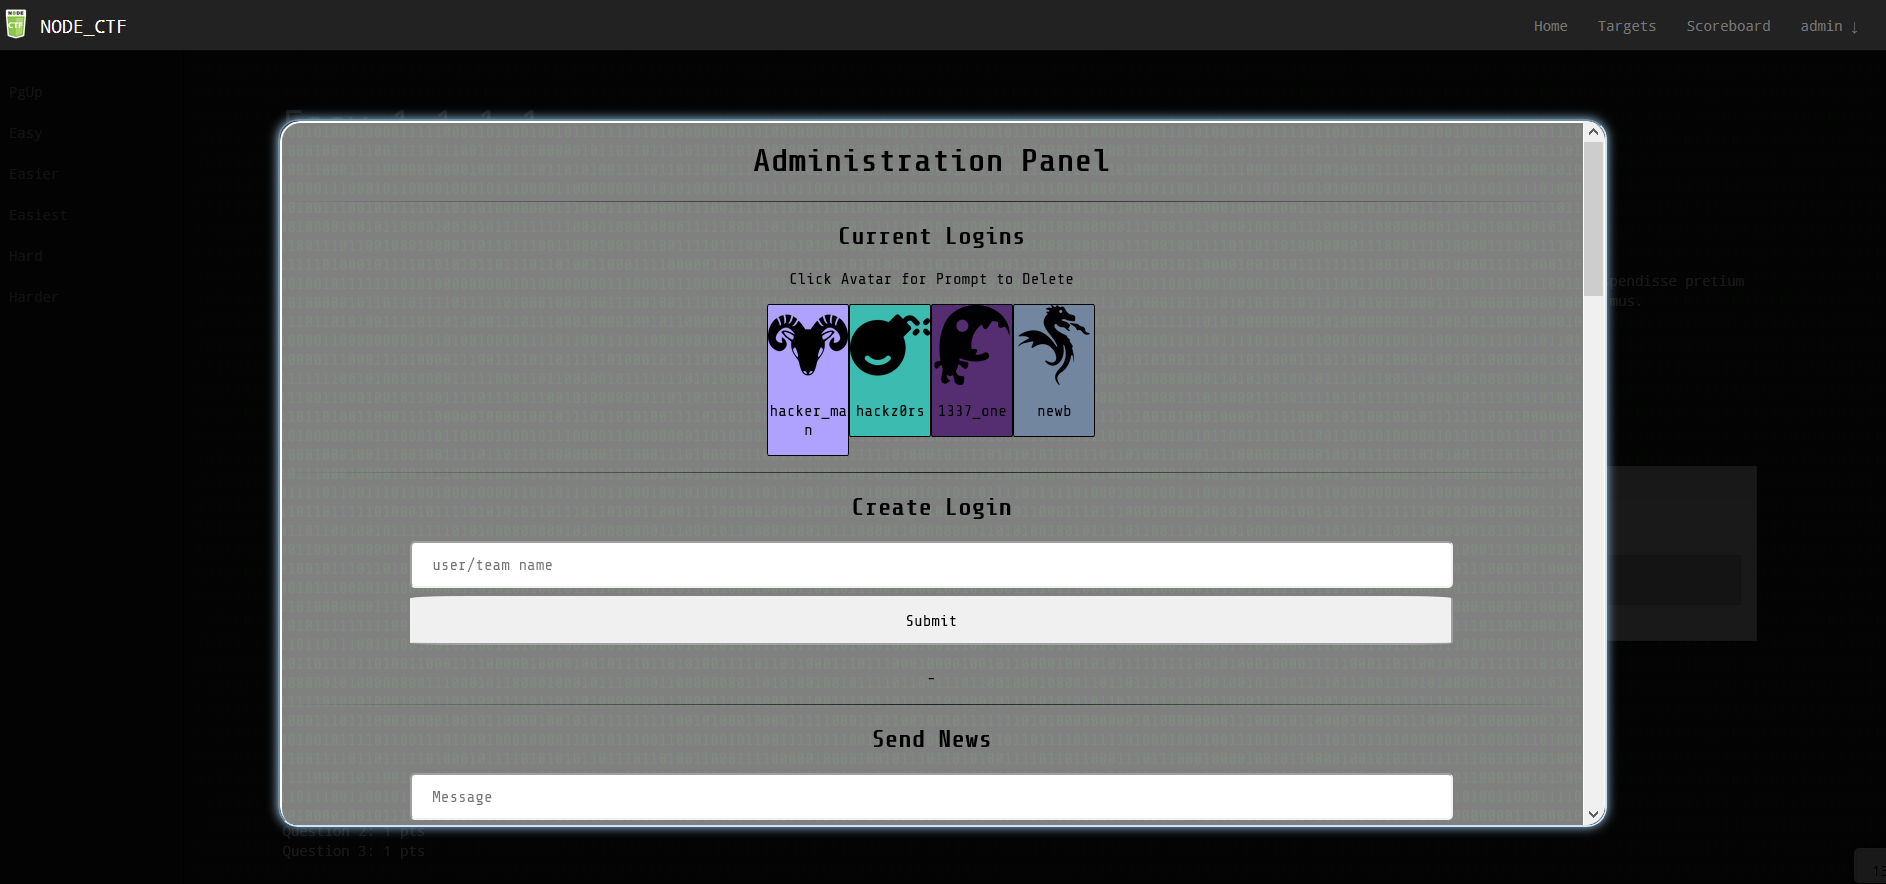 NODE_CTF
Home
Targets
Scoreboard
admin ↓
PgUp
Easy
Easier
Easiest
Hard
Harder
Administration Panel
Current Logins
Click Avatar for Prompt to Delete
hacker_ma
n
hackz0rs
1337_one
newb
pendisse pretium
mus.
Create Login
user/team name
Submit
-
Send News
Message
Question 2: 1 pts
Question 3: 1 pts